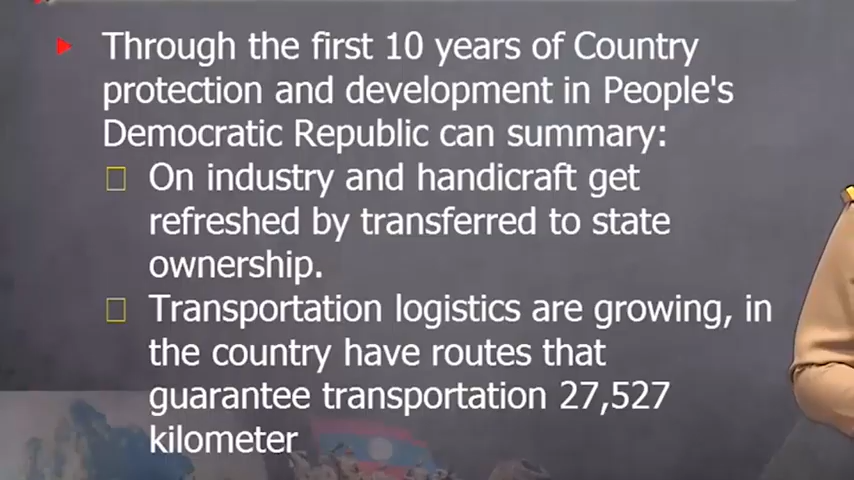 Through the first 10 years of Country
protection and development in People's
Democratic Republic can summary:
On industry and handicraft get
refreshed by transferred to state
ownership.
Transportation logistics are growing, in
the country have routes that
guarantee transportation 27,527
kilometer